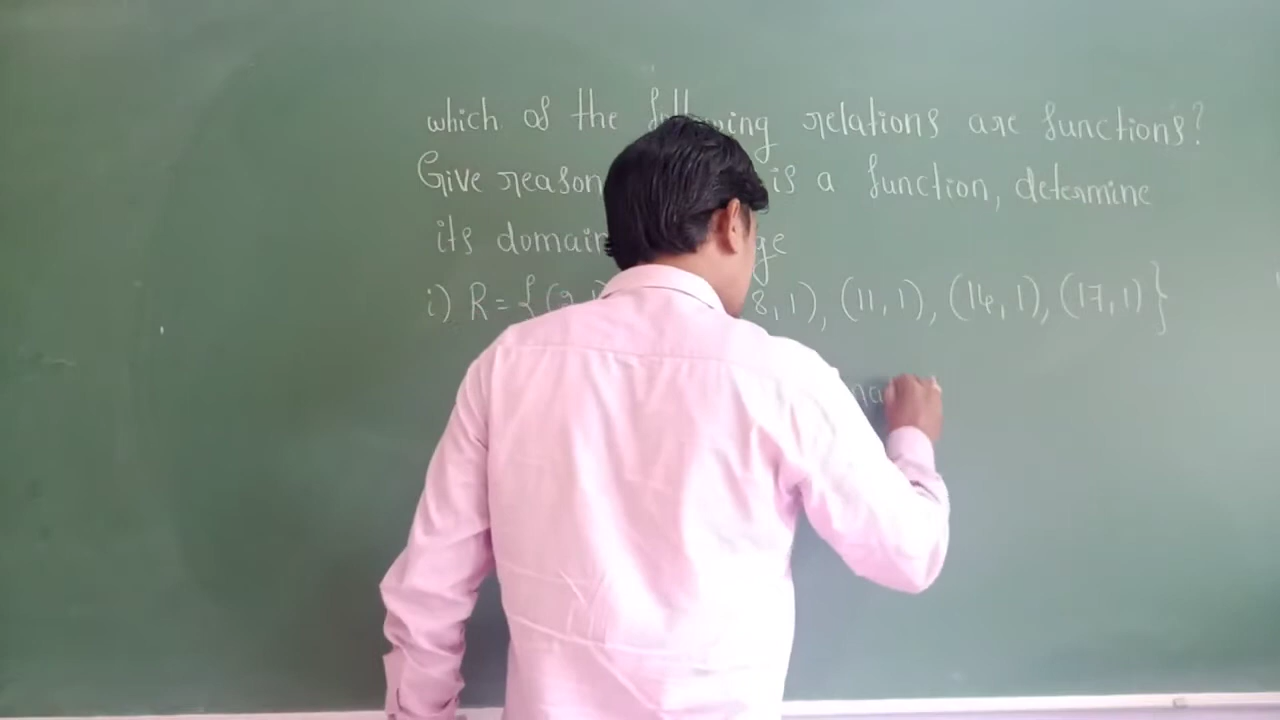 which of the following relations are functions?
Give reason is a function, determine
its domain
i) R = {(2,1 8,1), (11,1), (14,1), (17,1)}